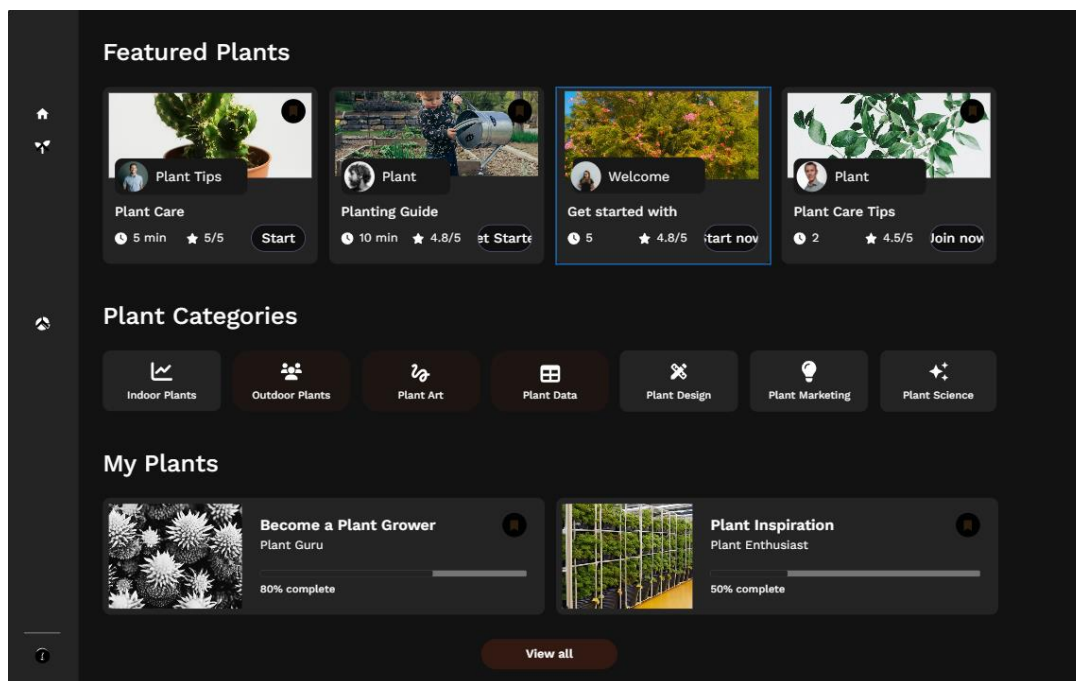 Featured Plants
Plant Tips
Plant Care
5 min
5/5
Start
Plant
Planting Guide
10 min
4.8/5
et Starte
Welcome
Get started with
5
4.8/5
tart now
Plant
Plant Care Tips
2
4.5/5
Join now
Plant Categories
Indoor Plants
Outdoor Plants
Plant Art
Plant Data
Plant Design
Plant Marketing
Plant Science
My Plants
Become a Plant Grower
Plant Guru
80% complete
Plant Inspiration
Plant Enthusiast
50% complete
View all